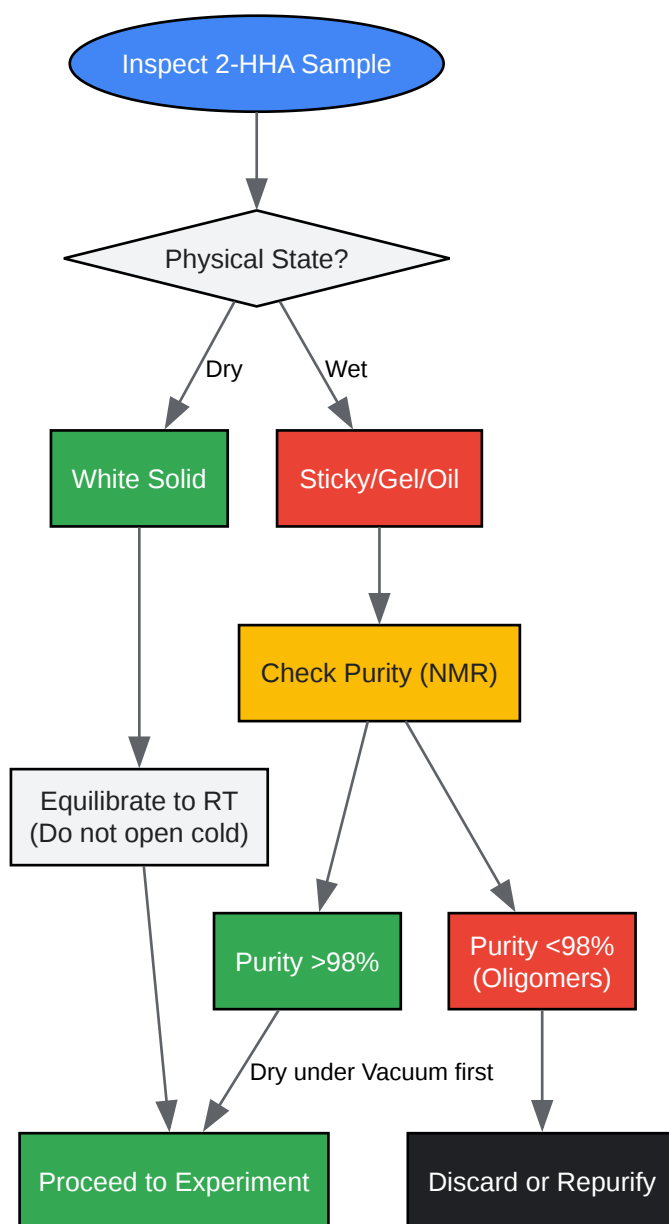 Inspect 2-HHA Sample
Physical State?
Dry
Wet
White Solid
Sticky/Gel/Oil
Check Purity (NMR)
Equilibrate to RT
(Do not open cold)
Purity >98%
Purity <98%
(Oligomers)
Dry under Vacuum first
Proceed to Experiment
Discard or Repurify